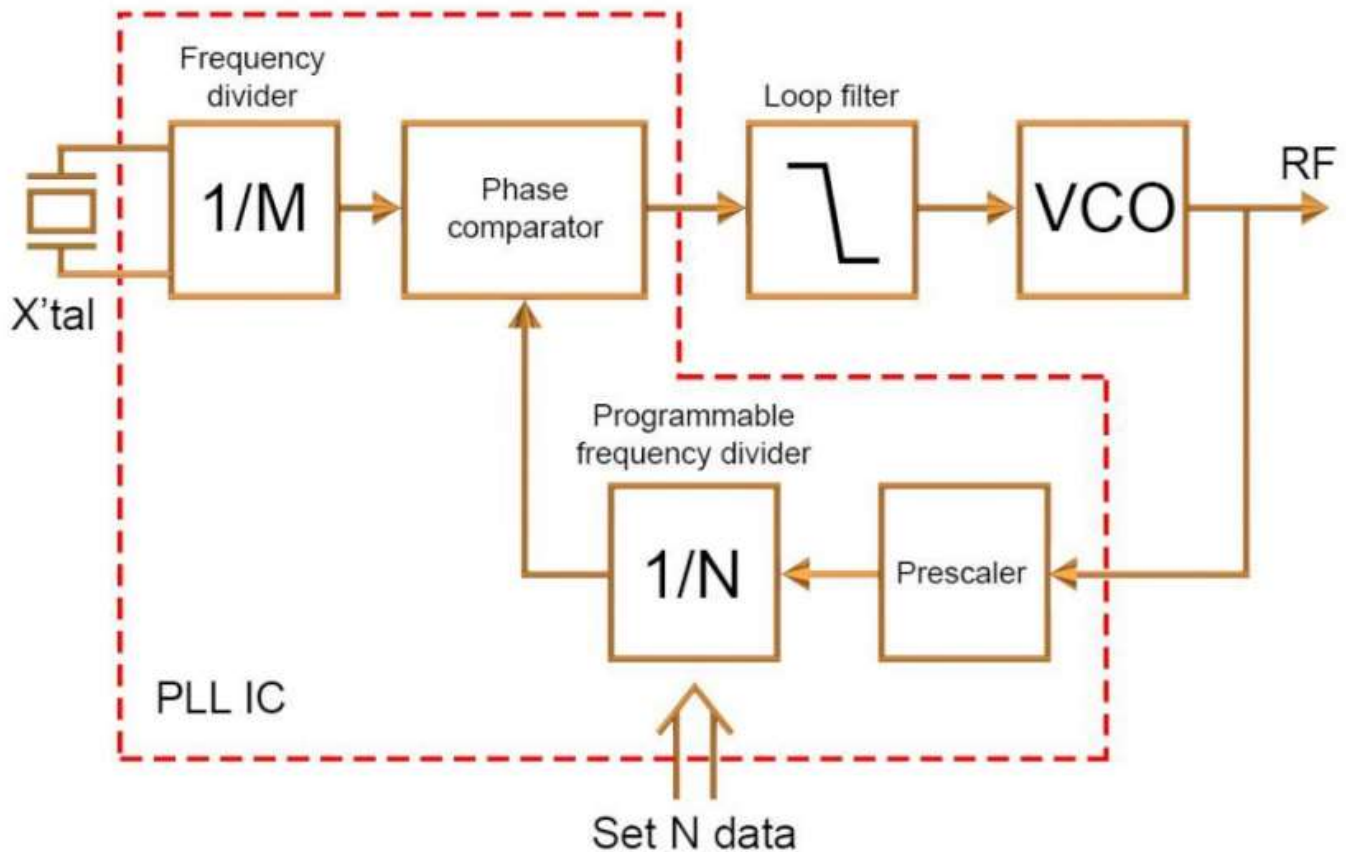 Frequency
divider
Loop filter
RF
1/M
Phase
comparator
VCO
X'tal
Programmable
frequency divider
1/N
Prescaler
PLL IC
Set N data